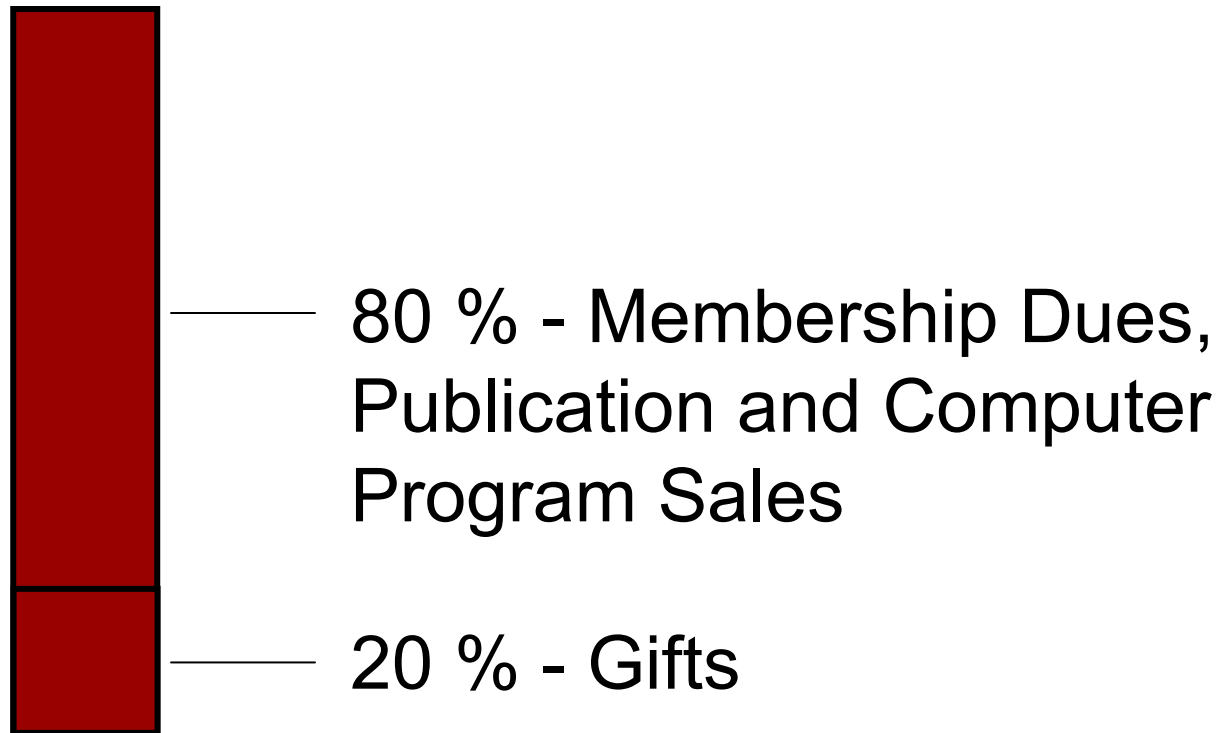 80 % - Membership Dues,
Publication and Computer
Program Sales
20 % - Gifts